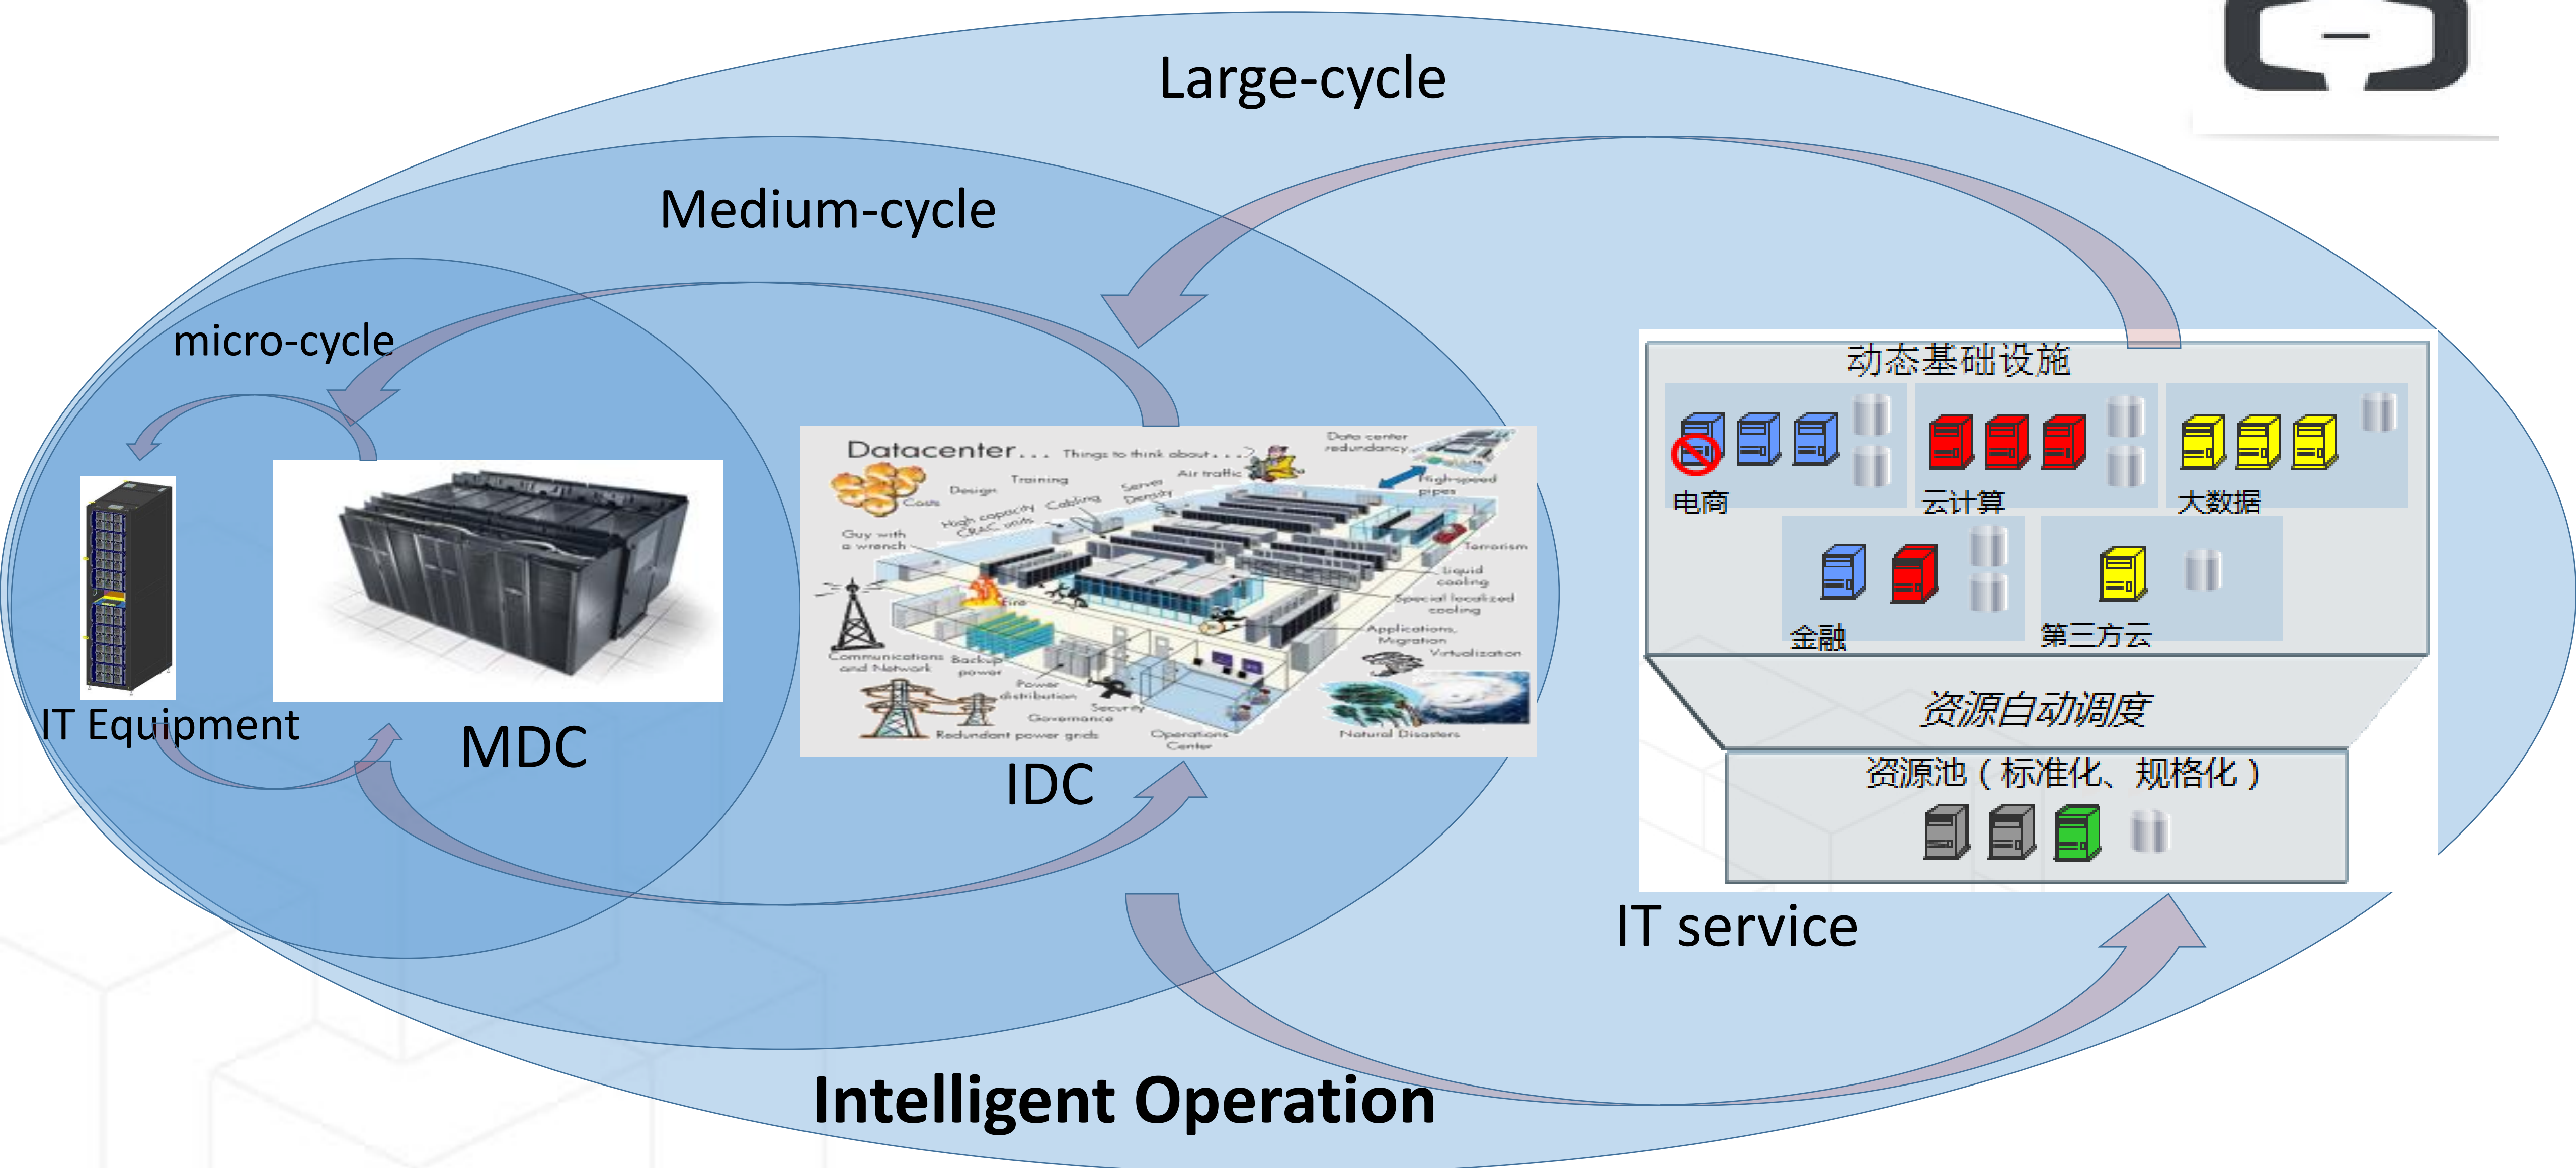 Large-cycle
Medium-cycle
micro-cycle
IT Equipment
MDC
Datacenter... Things to think about...
Data center
redundancy
Air traffic
High-speed
pipes
Training
Design
Costs
Server
Density
Cabling
High capacity
CRAC units
Guy with
a wrench
Terrorism
Liquid
cooling
Special localized
cooling
Fire
Applications,
Migration
Virtualization
Communications
and Network
Backup
power
Power
distribution
Security
Governance
Redundant power grids
Operations
Center
Natural Disasters
IDC
动态基础设施
电商
云计算
大数据
金融
第三方云
资源自动调度
资源池（标准化、规格化）
IT service
Intelligent Operation